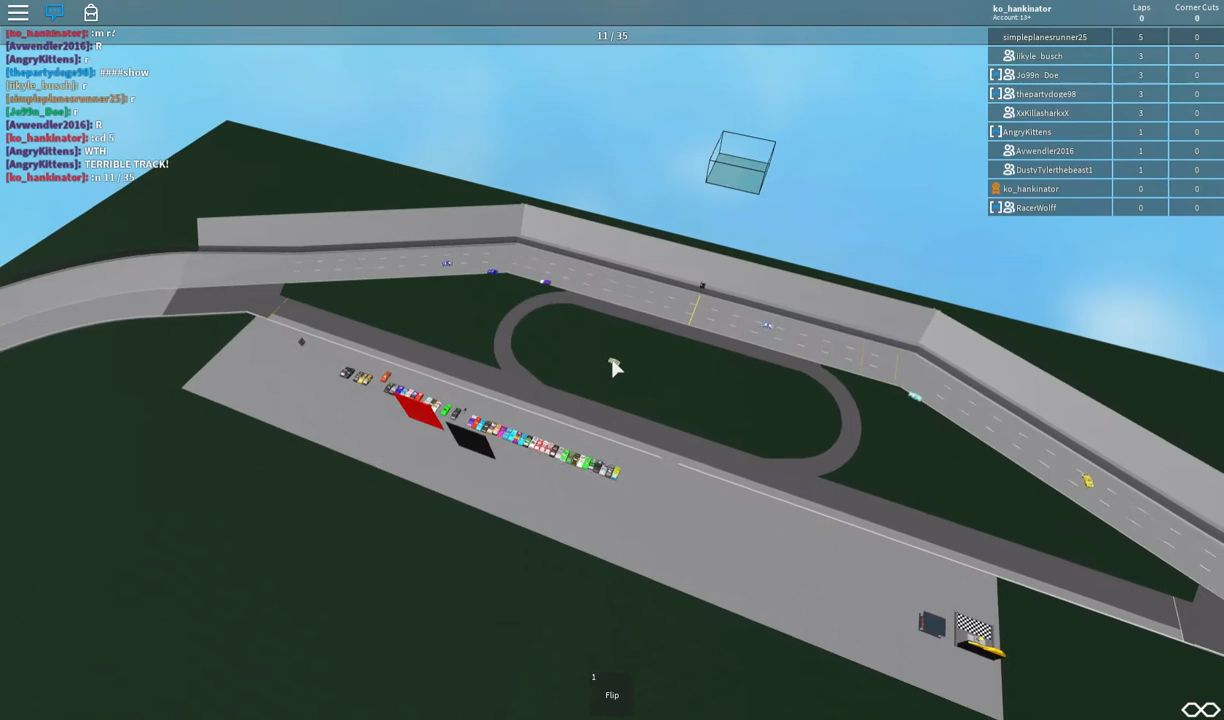 ko_hankinator
Account: 13+
Laps
0
Corner Cuts
0
[ko_hankinator]: :m r?
[Avwendler2016]: R
[AngryKittens]: r
[thepartydoge98]: ####show
[iikyle_busch]: r
[simpleplanesrunner25]: r
[Jo99n_Doe]: r
[Avwendler2016]: R
[ko_hankinator]: :cd 5
[AngryKittens]: WTH
[AngryKittens]: TERRIBLE TRACK!
[ko_hankinator]: :n 11 / 35
11 / 35
simpleplanesrunner25 5 0
iikyle_busch 3 0
Jo99n_Doe 3 0
thepartydoge98 3 0
XxKillasharkxX 3 0
AngryKittens 1 0
Avwendler2016 1 0
DustyTylerthebeast1 1 0
ko_hankinator 0 0
RacerWolff 0 0
1
Flip